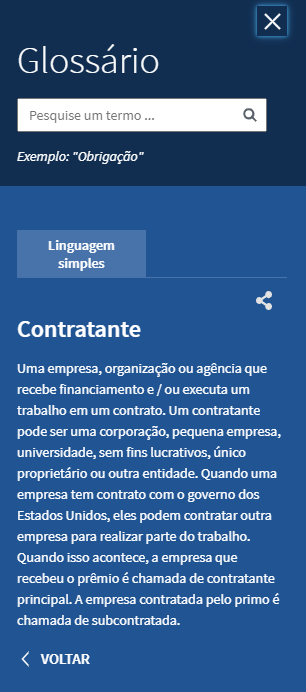 Glossário
Pesquise um termo ...
Exemplo: "Obrigação"
Linguagem
simples
Contratante
Uma empresa, organização ou agência que
recebe financiamento e / ou executa um
trabalho em um contrato. Um contratante
pode ser uma corporação, pequena empresa,
universidade, sem fins lucrativos, único
proprietário ou outra entidade. Quando uma
empresa tem contrato com o governo dos
Estados Unidos, eles podem contratar outra
empresa para realizar parte do trabalho.
Quando isso acontece, a empresa que
recebeu o prêmio é chamada de contratante
principal. A empresa contratada pelo primo é
chamada de subcontratada.
VOLTAR